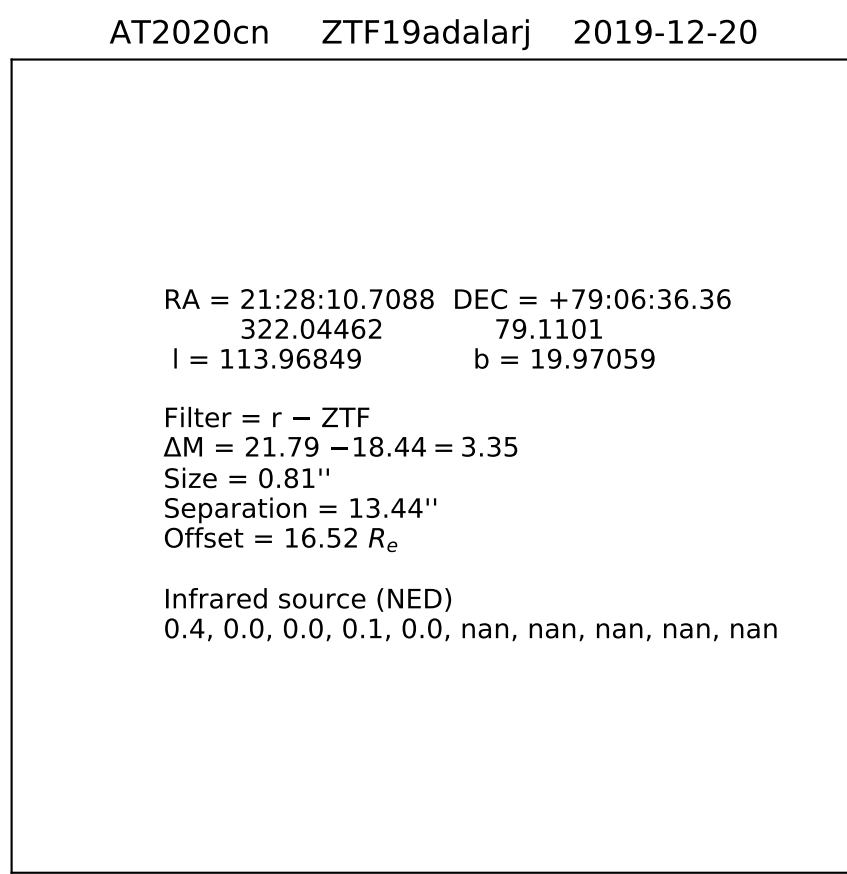 AT2020cn ZTF19adalarj 2019-12-20
RA = 21:28:10.7088 DEC = +79:06:36.36
322.04462 79.1101
l = 113.96849 b = 19.97059
Filter = r − ZTF
ΔM = 21.79 −18.44 = 3.35
Size = 0.81''
Separation = 13.44''
Offset = 16.52 Rₑ
Infrared source (NED)
0.4, 0.0, 0.0, 0.1, 0.0, nan, nan, nan, nan, nan